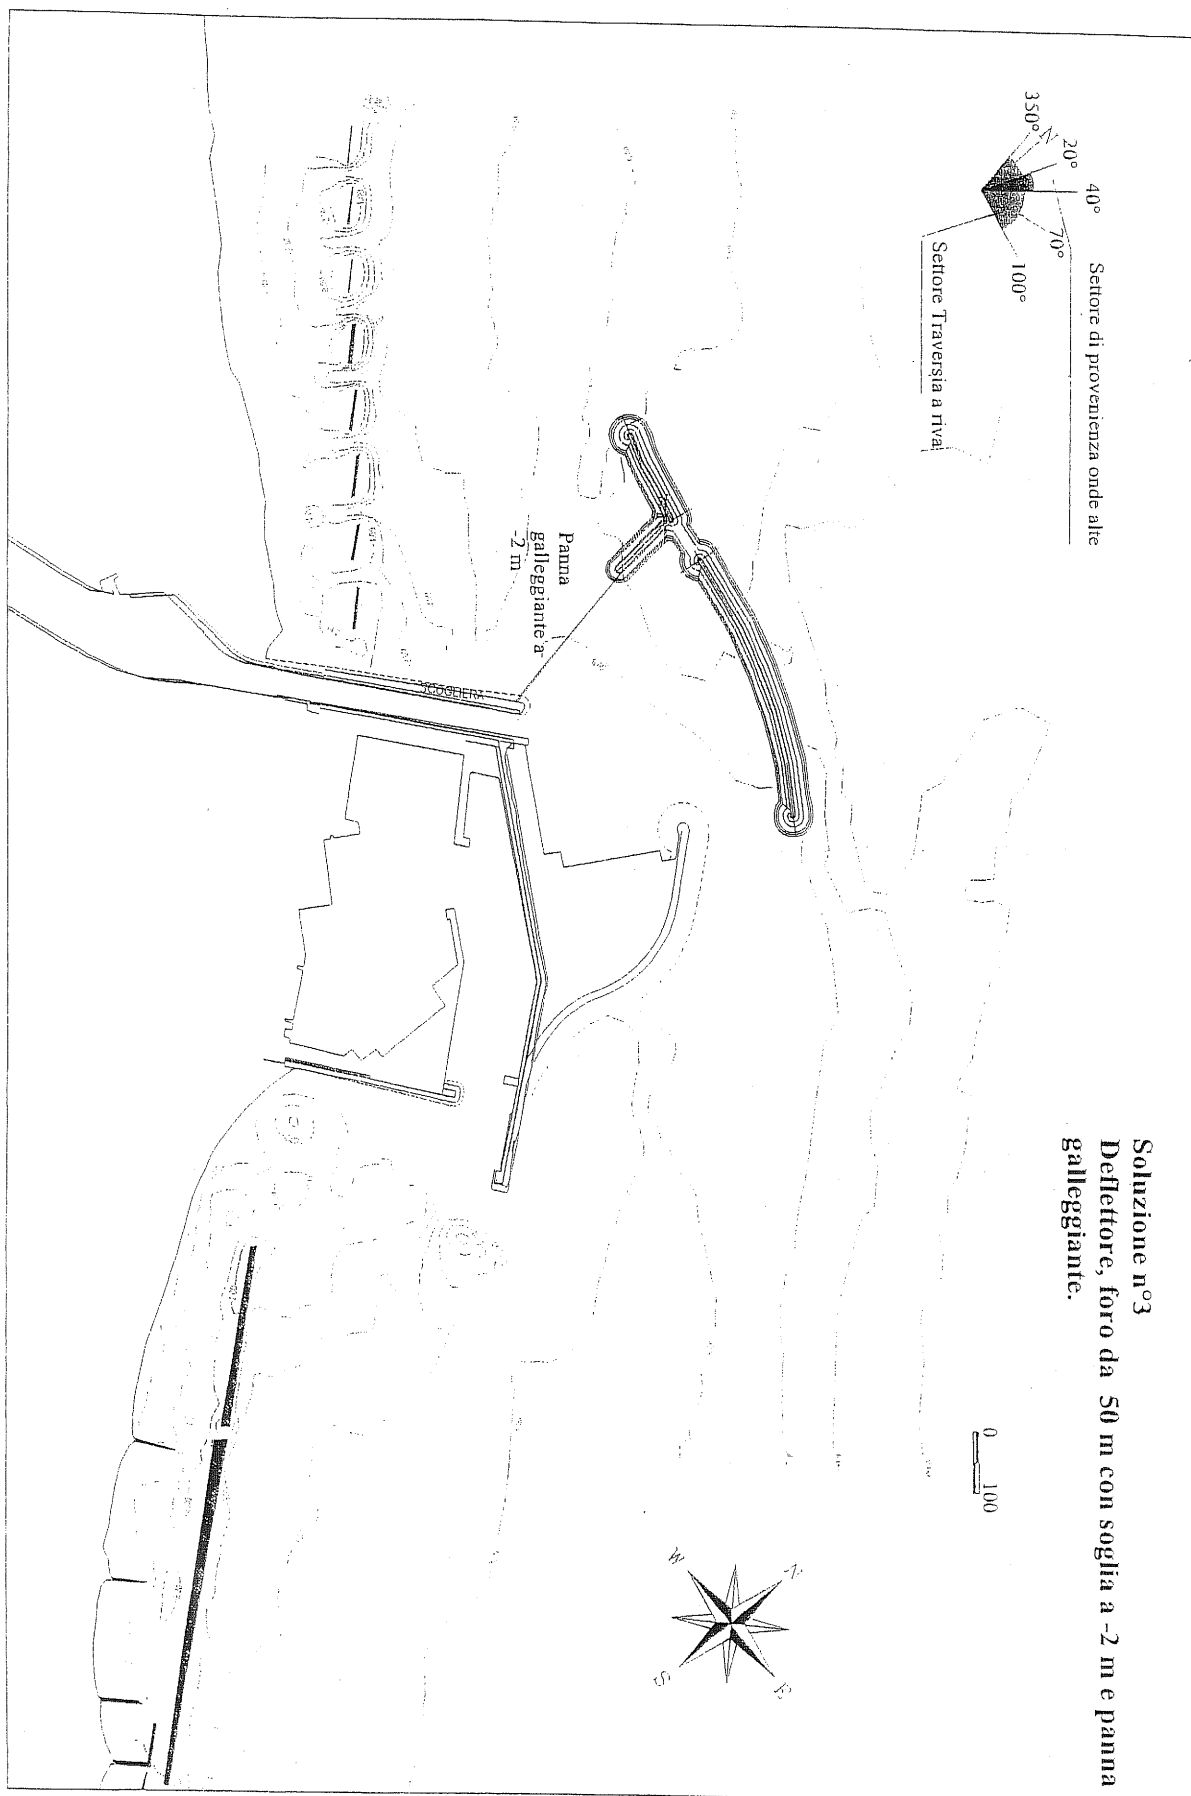 Soluzione n°3
Deflettore, foro da 50 m con soglia a -2 m e panna
galleggiante.
Settore di provenienza onde alte
350°
N
20°
40°
70°
100°
Settore Traversia a riva
Panna
galleggiante a
-2 m
SCOGLIERA
0 100
N
E
S
W